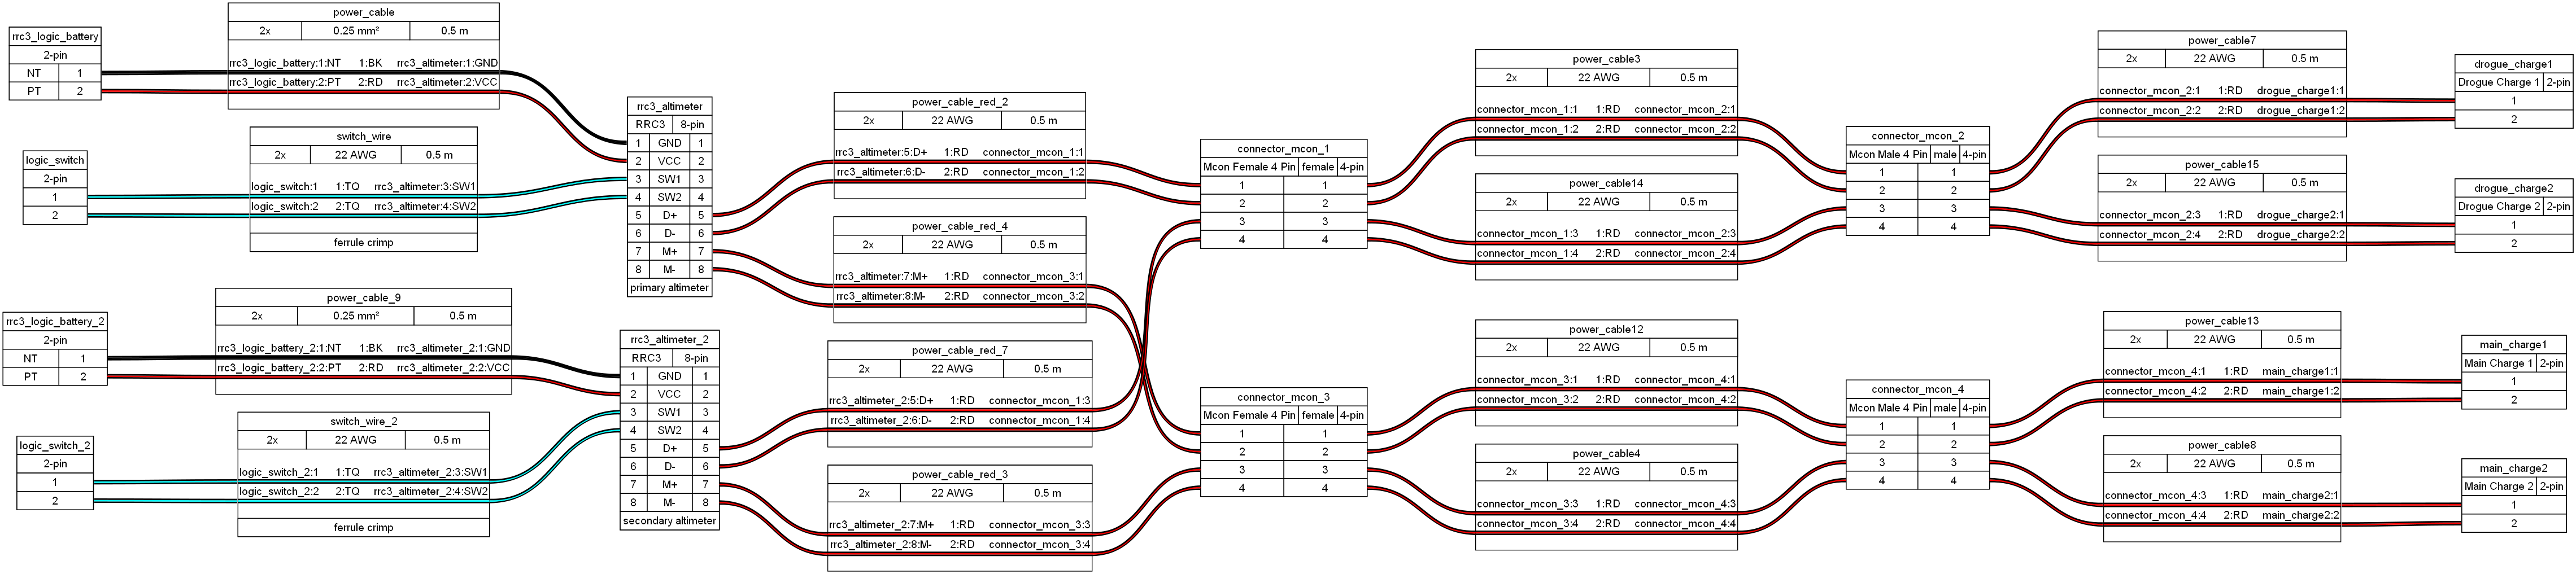 rrc3_logic_battery
2-pin
NT 1
PT 2
power_cable
2x 0.25 mm² 0.5 m
rrc3_logic_battery:1:NT 1:BK rrc3_altimeter:1:GND
rrc3_logic_battery:2:PT 2:RD rrc3_altimeter:2:VCC
logic_switch
2-pin
1
2
switch_wire
2x 22 AWG 0.5 m
logic_switch:1 1:TQ rrc3_altimeter:3:SW1
logic_switch:2 2:TQ rrc3_altimeter:4:SW2
ferrule crimp
rrc3_altimeter
RRC3 8-pin
1 GND 1
2 VCC 2
3 SW1 3
4 SW2 4
5 D+ 5
6 D- 6
7 M+ 7
8 M- 8
primary altimeter
rrc3_logic_battery_2
2-pin
NT 1
PT 2
power_cable_9
2x 0.25 mm² 0.5 m
rrc3_logic_battery_2:1:NT 1:BK rrc3_altimeter_2:1:GND
rrc3_logic_battery_2:2:PT 2:RD rrc3_altimeter_2:2:VCC
logic_switch_2
2-pin
1
2
switch_wire_2
2x 22 AWG 0.5 m
logic_switch_2:1 1:TQ rrc3_altimeter_2:3:SW1
logic_switch_2:2 2:TQ rrc3_altimeter_2:4:SW2
ferrule crimp
rrc3_altimeter_2
RRC3 8-pin
1 GND 1
2 VCC 2
3 SW1 3
4 SW2 4
5 D+ 5
6 D- 6
7 M+ 7
8 M- 8
secondary altimeter
power_cable_red_2
2x 22 AWG 0.5 m
rrc3_altimeter:5:D+ 1:RD connector_mcon_1:1
rrc3_altimeter:6:D- 2:RD connector_mcon_1:2
power_cable_red_4
2x 22 AWG 0.5 m
rrc3_altimeter:7:M+ 1:RD connector_mcon_3:1
rrc3_altimeter:8:M- 2:RD connector_mcon_3:2
power_cable_red_7
2x 22 AWG 0.5 m
rrc3_altimeter_2:5:D+ 1:RD connector_mcon_1:3
rrc3_altimeter_2:6:D- 2:RD connector_mcon_1:4
power_cable_red_3
2x 22 AWG 0.5 m
rrc3_altimeter_2:7:M+ 1:RD connector_mcon_3:3
rrc3_altimeter_2:8:M- 2:RD connector_mcon_3:4
connector_mcon_1
Mcon Female 4 Pin female 4-pin
1 1
2 2
3 3
4 4
connector_mcon_3
Mcon Female 4 Pin female 4-pin
1 1
2 2
3 3
4 4
power_cable3
2x 22 AWG 0.5 m
connector_mcon_1:1 1:RD connector_mcon_2:1
connector_mcon_1:2 2:RD connector_mcon_2:2
power_cable14
2x 22 AWG 0.5 m
connector_mcon_1:3 1:RD connector_mcon_2:3
connector_mcon_1:4 2:RD connector_mcon_2:4
power_cable12
2x 22 AWG 0.5 m
connector_mcon_3:1 1:RD connector_mcon_4:1
connector_mcon_3:2 2:RD connector_mcon_4:2
power_cable4
2x 22 AWG 0.5 m
connector_mcon_3:3 1:RD connector_mcon_4:3
connector_mcon_3:4 2:RD connector_mcon_4:4
connector_mcon_2
Mcon Male 4 Pin male 4-pin
1 1
2 2
3 3
4 4
connector_mcon_4
Mcon Male 4 Pin male 4-pin
1 1
2 2
3 3
4 4
power_cable7
2x 22 AWG 0.5 m
connector_mcon_2:1 1:RD drogue_charge1:1
connector_mcon_2:2 2:RD drogue_charge1:2
power_cable15
2x 22 AWG 0.5 m
connector_mcon_2:3 1:RD drogue_charge2:1
connector_mcon_2:4 2:RD drogue_charge2:2
power_cable13
2x 22 AWG 0.5 m
connector_mcon_4:1 1:RD main_charge1:1
connector_mcon_4:2 2:RD main_charge1:2
power_cable8
2x 22 AWG 0.5 m
connector_mcon_4:3 1:RD main_charge2:1
connector_mcon_4:4 2:RD main_charge2:2
drogue_charge1
Drogue Charge 1 2-pin
1
2
drogue_charge2
Drogue Charge 2 2-pin
1
2
main_charge1
Main Charge 1 2-pin
1
2
main_charge2
Main Charge 2 2-pin
1
2